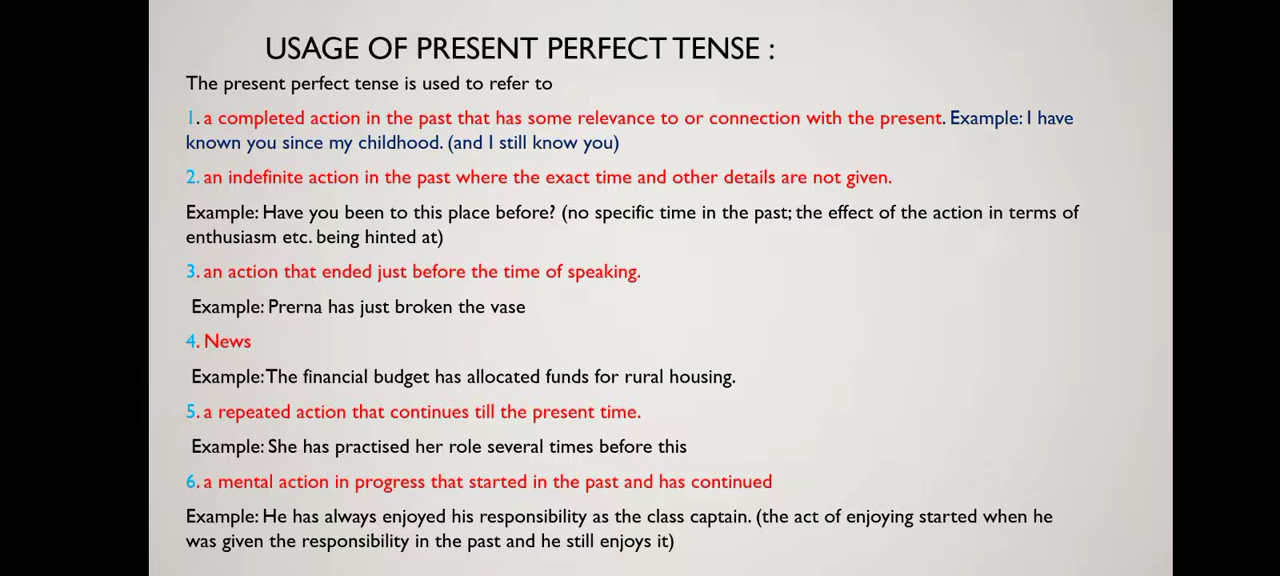 USAGE OF PRESENT PERFECT TENSE :
The present perfect tense is used to refer to
1. a completed action in the past that has some relevance to or connection with the present. Example: I have
known you since my childhood. (and I still know you)
2. an indefinite action in the past where the exact time and other details are not given.
Example: Have you been to this place before? (no specific time in the past; the effect of the action in terms of
enthusiasm etc. being hinted at)
3. an action that ended just before the time of speaking.
Example: Prerna has just broken the vase
4. News
Example: The financial budget has allocated funds for rural housing.
5. a repeated action that continues till the present time.
Example: She has practised her role several times before this
6. a mental action in progress that started in the past and has continued
Example: He has always enjoyed his responsibility as the class captain. (the act of enjoying started when he
was given the responsibility in the past and he still enjoys it)